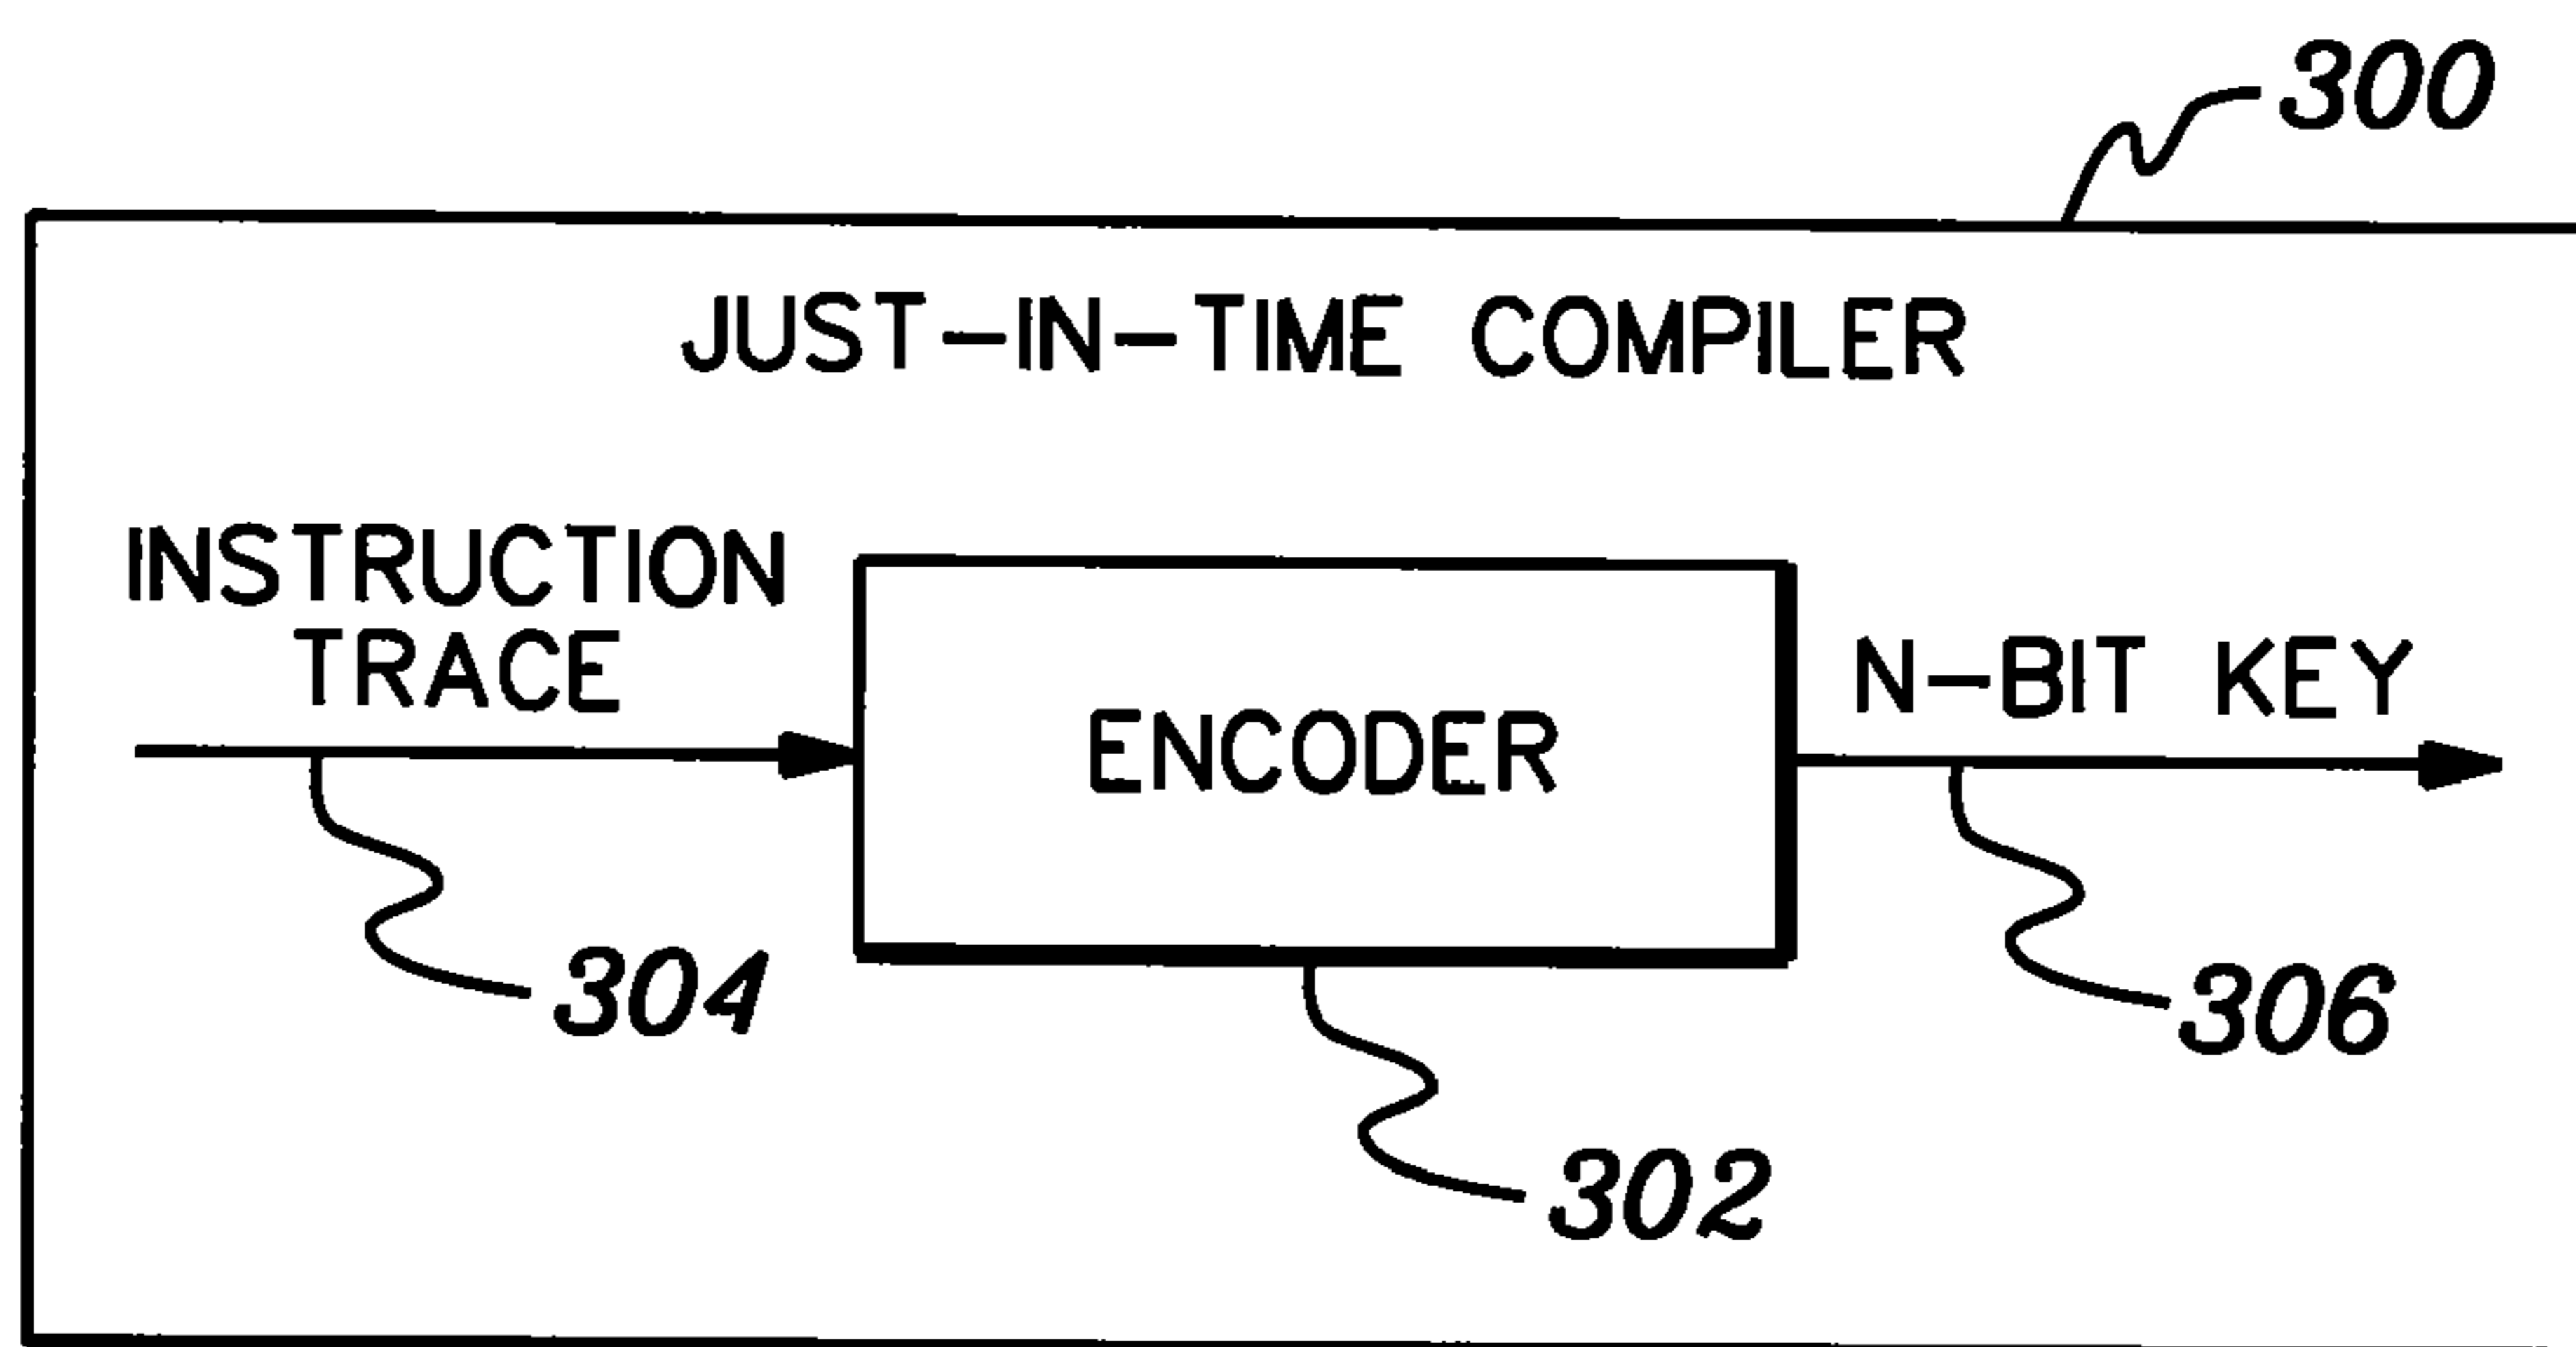 300
JUST-IN-TIME COMPILER
INSTRUCTION
TRACE
ENCODER
N-BIT KEY
304
306
302